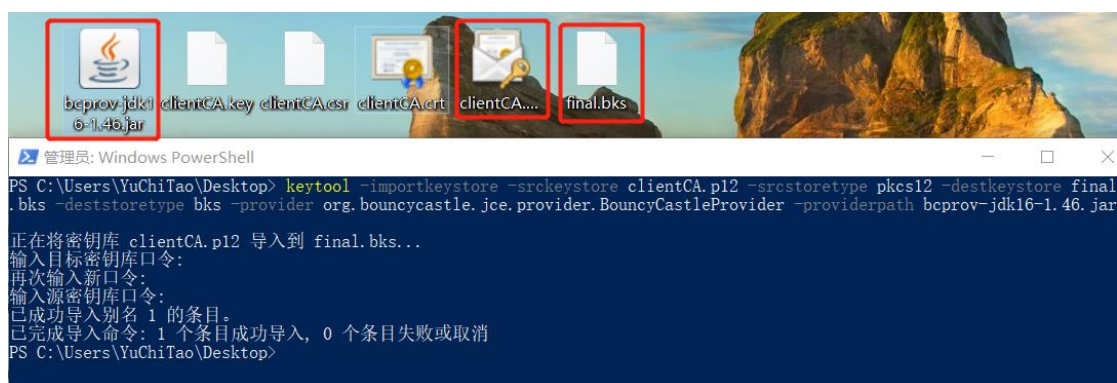 bcprov-jdk1
6-1.46.jar
clientCA.key
clientCA.csr
clientCA.crt
clientCA....
final.bks
管理员: Windows PowerShell
PS C:\Users\YuChiTao\Desktop> keytool -importkeystore -srckeystore clientCA.p12 -srcstoretype pkcs12 -destkeystore final
.bks -deststoretype bks -provider org.bouncycastle.jce.provider.BouncyCastleProvider -providerpath bcprov-jdk16-1.46.jar
正在将密钥库 clientCA.p12 导入到 final.bks...
输入目标密钥库口令:
再次输入新口令:
输入源密钥库口令:
已成功导入别名 1 的条目。
已完成导入命令: 1 个条目成功导入, 0 个条目失败或取消
PS C:\Users\YuChiTao\Desktop>